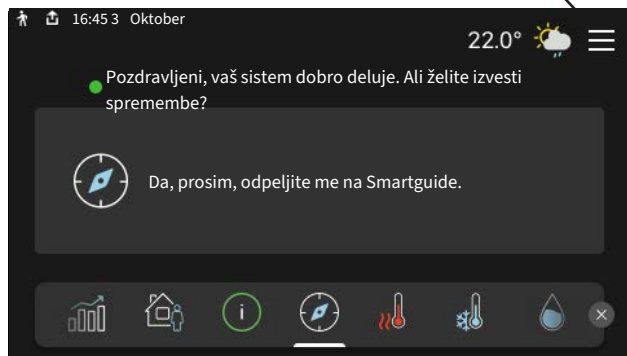 16:45 3 Oktober
22.0°
Pozdravljeni, vaš sistem dobro deluje. Ali želite izvesti
spremembe?
Da, prosim, odpeljite me na Smartguide.
i